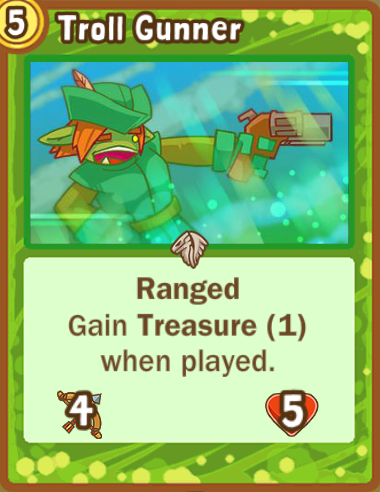 5
Troll Gunner
Ranged
Gain Treasure (1)
when played.
4
5